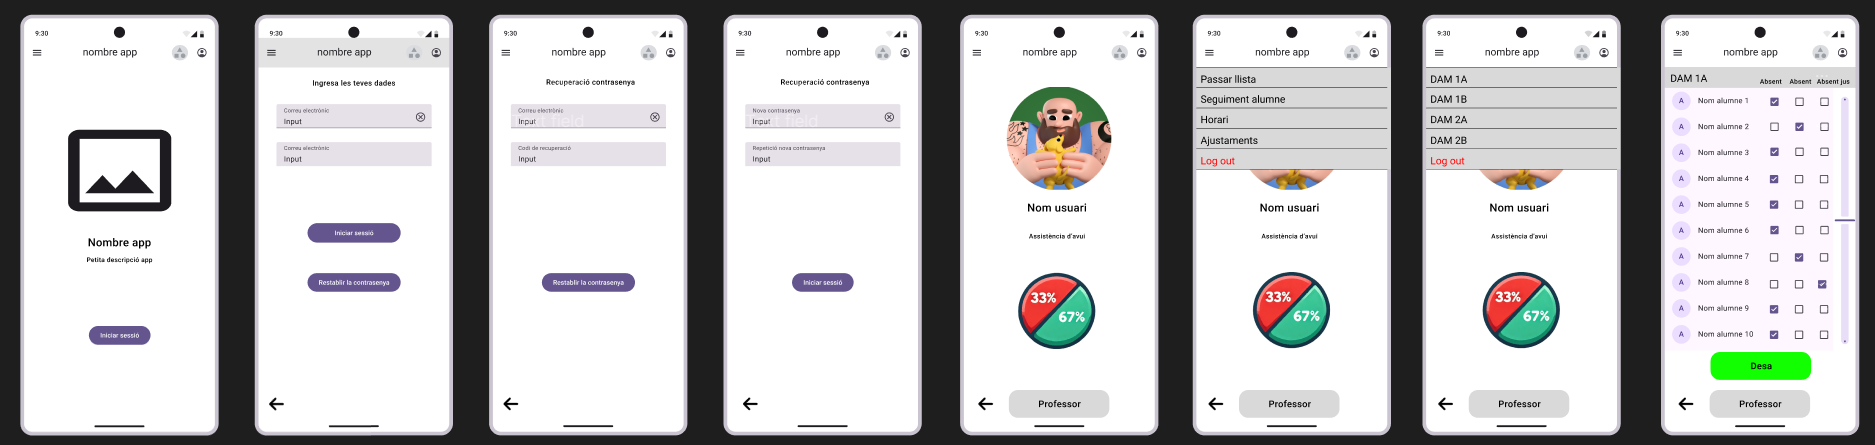 9:30
nombre app
Nombre app
Petita descripció app
Iniciar sessió
9:30
nombre app
Ingresa les teves dades
Correu electrònic
Input
Correu electrònic
Input
Iniciar sessió
Restablir la contrasenya
9:30
nombre app
Recuperació contrasenya
Correu electrònic
Input
Codi de recuperació
Input
Restablir la contrasenya
9:30
nombre app
Recuperació contrasenya
Nova contrasenya
Input
Repetició nova contrasenya
Input
Iniciar sessió
9:30
nombre app
Nom usuari
Assistència d'avui
33%
67%
Professor
9:30
nombre app
Passar llista
Seguiment alumne
Horari
Ajustaments
Log out
Nom usuari
Assistència d'avui
33%
67%
Professor
9:30
nombre app
DAM 1A
DAM 1B
DAM 2A
DAM 2B
Log out
Nom usuari
Assistència d'avui
33%
67%
Professor
9:30
nombre app
DAM 1A Absent Absent Absent jus
A Nom alumne 1
A Nom alumne 2
A Nom alumne 3
A Nom alumne 4
A Nom alumne 5
A Nom alumne 6
A Nom alumne 7
A Nom alumne 8
A Nom alumne 9
A Nom alumne 10
Desa
Professor